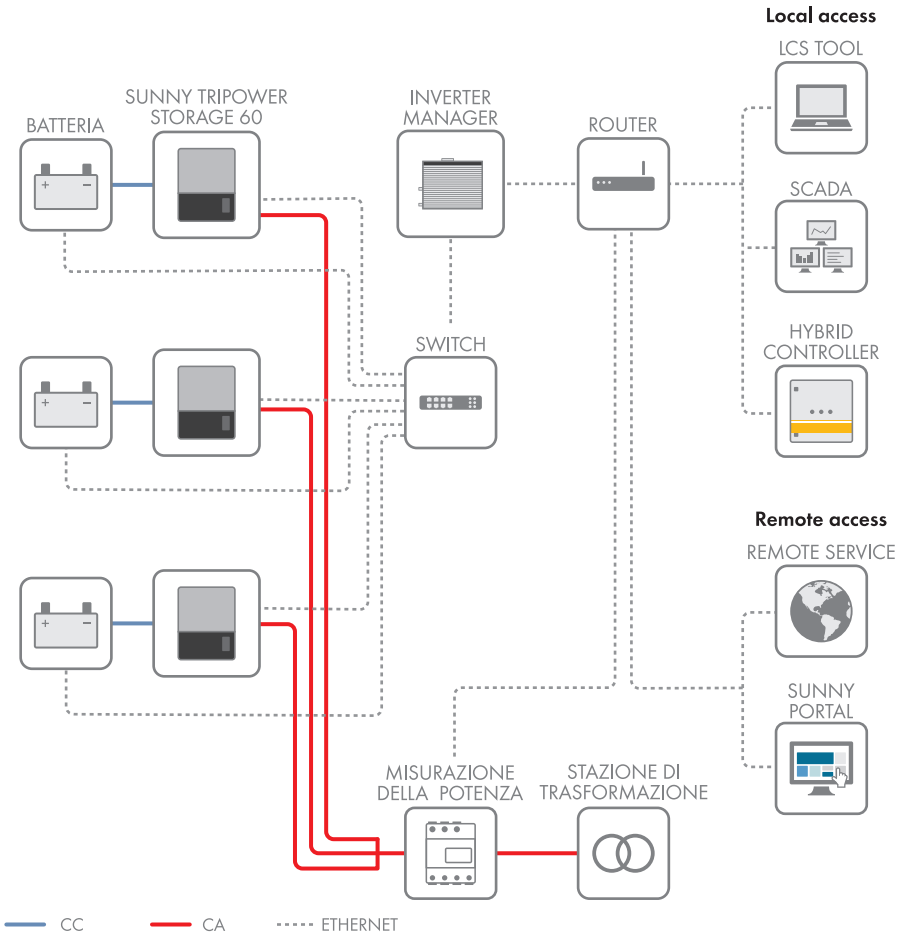 Local access
LCS TOOL
SUNNY TRIPOWER
STORAGE 60
INVERTER
MANAGER
BATTERIA
ROUTER
SCADA
SWITCH
HYBRID
CONTROLLER
Remote access
REMOTE SERVICE
SUNNY
PORTAL
MISURAZIONE
DELLA POTENZA
STAZIONE DI
TRASFORMAZIONE
CC
CA
ETHERNET